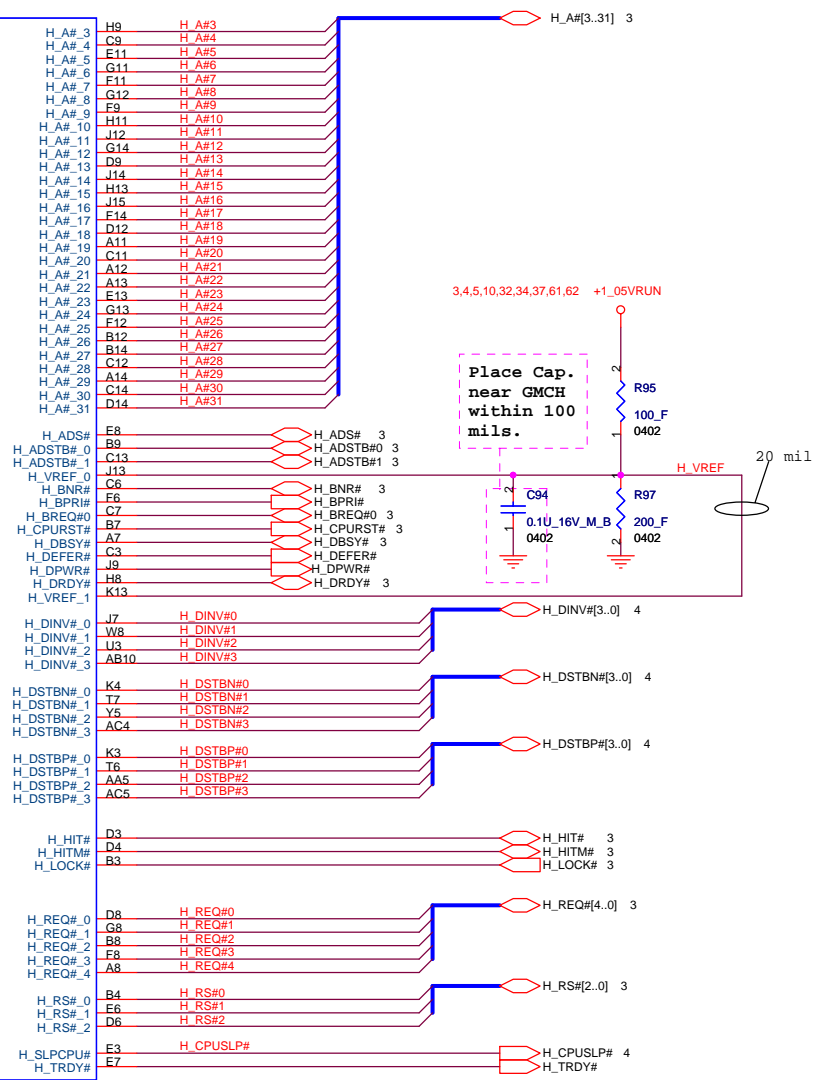 H_A#[3..31] 3
H_A#_3 H9 H_A#3
H_A#_4 C9 H_A#4
H_A#_5 E11 H_A#5
H_A#_6 G11 H_A#6
H_A#_7 F11 H_A#7
H_A#_8 G12 H_A#8
H_A#_9 F9 H_A#9
H_A#_10 H11 H_A#10
H_A#_11 J12 H_A#11
H_A#_12 G14 H_A#12
H_A#_13 D9 H_A#13
H_A#_14 J14 H_A#14
H_A#_15 H13 H_A#15
H_A#_16 J15 H_A#16
H_A#_17 F14 H_A#17
H_A#_18 D12 H_A#18
H_A#_19 A11 H_A#19
H_A#_20 C11 H_A#20
H_A#_21 A12 H_A#21
H_A#_22 A13 H_A#22
H_A#_23 E13 H_A#23
H_A#_24 G13 H_A#24
H_A#_25 F12 H_A#25
H_A#_26 B12 H_A#26
H_A#_27 B14 H_A#27
H_A#_28 C12 H_A#28
H_A#_29 A14 H_A#29
H_A#_30 C14 H_A#30
H_A#_31 D14 H_A#31
3,4,5,10,32,34,37,61,62 +1_05VRUN
Place Cap.
near GMCH
within 100
mils.
2
R95
100_F
0402
1
H_ADS# E8 H_ADS# 3
H_ADSTB#_0 B9 H_ADSTB#0 3
H_ADSTB#_1 C13 H_ADSTB#1 3
H_VREF_0 J13 H_VREF
20 mil
H_BNR# C6 H_BNR# 3
H_BPRI# F6 H_BPRI#
H_BREQ#0 C7 H_BREQ#0 3
H_CPURST# B7 H_CPURST# 3
H_DBSY# A7 H_DBSY# 3
H_DEFER# C3 H_DEFER#
H_DPWR# J9 H_DPWR#
H_DRDY# H8 H_DRDY# 3
H_VREF_1 K13
2
C94
0.1U_16V_M_B
1
0402
1
R97
200_F
2
0402
H_DINV#[3..0] 4
H_DINV#_0 J7 H_DINV#0
H_DINV#_1 W8 H_DINV#1
H_DINV#_2 U3 H_DINV#2
H_DINV#_3 AB10 H_DINV#3
H_DSTBN#[3..0] 4
H_DSTBN#_0 K4 H_DSTBN#0
H_DSTBN#_1 T7 H_DSTBN#1
H_DSTBN#_2 Y5 H_DSTBN#2
H_DSTBN#_3 AC4 H_DSTBN#3
H_DSTBP#[3..0] 4
H_DSTBP#_0 K3 H_DSTBP#0
H_DSTBP#_1 T6 H_DSTBP#1
H_DSTBP#_2 AA5 H_DSTBP#2
H_DSTBP#_3 AC5 H_DSTBP#3
H_HIT# D3 H_HIT# 3
H_HITM# D4 H_HITM# 3
H_LOCK# B3 H_LOCK# 3
H_REQ#[4..0] 3
H_REQ#_0 D8 H_REQ#0
H_REQ#_1 G8 H_REQ#1
H_REQ#_2 B8 H_REQ#2
H_REQ#_3 F8 H_REQ#3
H_REQ#_4 A8 H_REQ#4
H_RS#[2..0] 3
H_RS#_0 B4 H_RS#0
H_RS#_1 E6 H_RS#1
H_RS#_2 D6 H_RS#2
H_SLPCPU# E3 H_CPUSLP# H_CPUSLP# 4
H_TRDY# E7 H_TRDY#